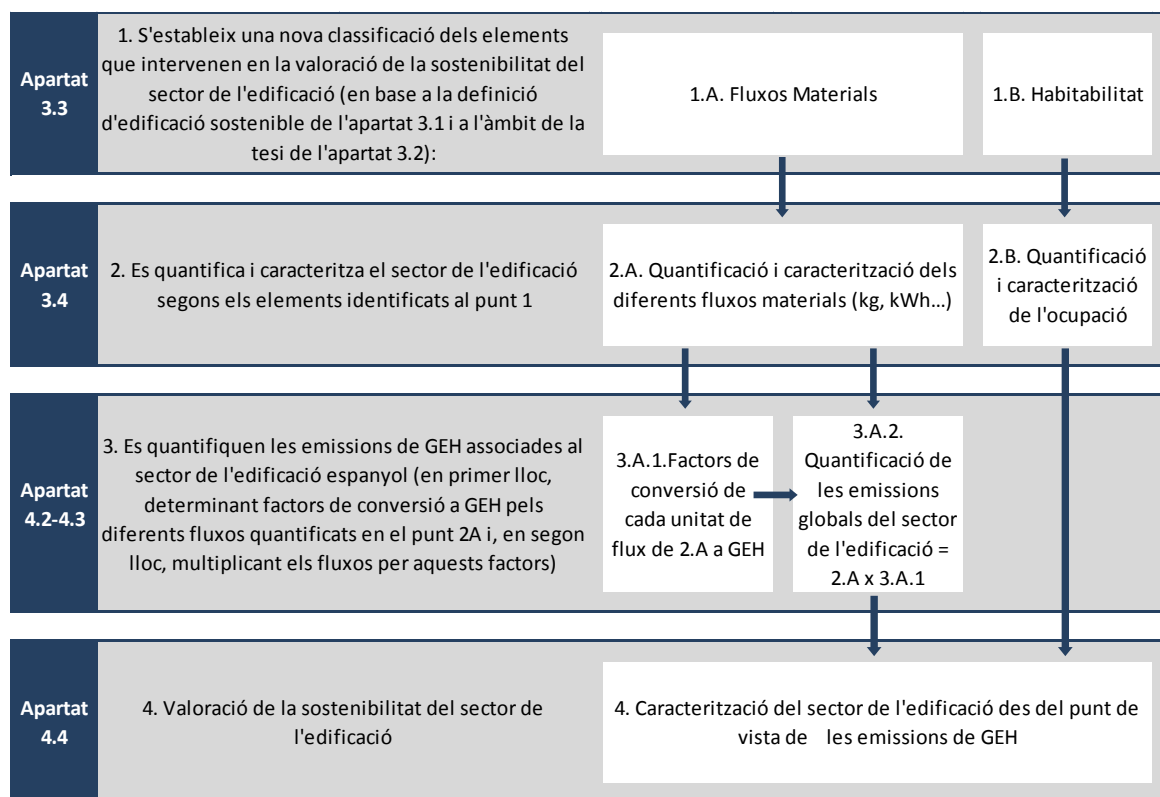 Apartat
3.3
1. S'estableix una nova classificació dels elements
que intervenen en la valoració de la sostenibilitat del
sector de l'edificació (en base a la definició
d'edificació sostenible de l'apartat 3.1 i a l'àmbit de la
tesi de l'apartat 3.2):
1.A. Fluxos Materials
1.B. Habitabilitat
Apartat
3.4
2. Es quantifica i caracteritza el sector de l'edificació
segons els elements identificats al punt 1
2.A. Quantificació i caracterització dels
diferents fluxos materials (kg, kWh...)
2.B. Quantificació
i caracterització
de l'ocupació
Apartat
4.2-4.3
3. Es quantifiquen les emissions de GEH associades al
sector de l'edificació espanyol (en primer lloc,
determinant factors de conversió a GEH pels
diferents fluxos quantificats en el punt 2A i, en segon
lloc, multiplicant els fluxos per aquests factors)
3.A.1.Factors de
conversió de
cada unitat de
flux de 2.A a GEH
3.A.2.
Quantificació de
les emissions
globals del sector
de l'edificació =
2.A x 3.A.1
Apartat
4.4
4. Valoració de la sostenibilitat del sector de
l'edificació
4. Caracterització del sector de l'edificació des del punt de
vista de les emissions de GEH